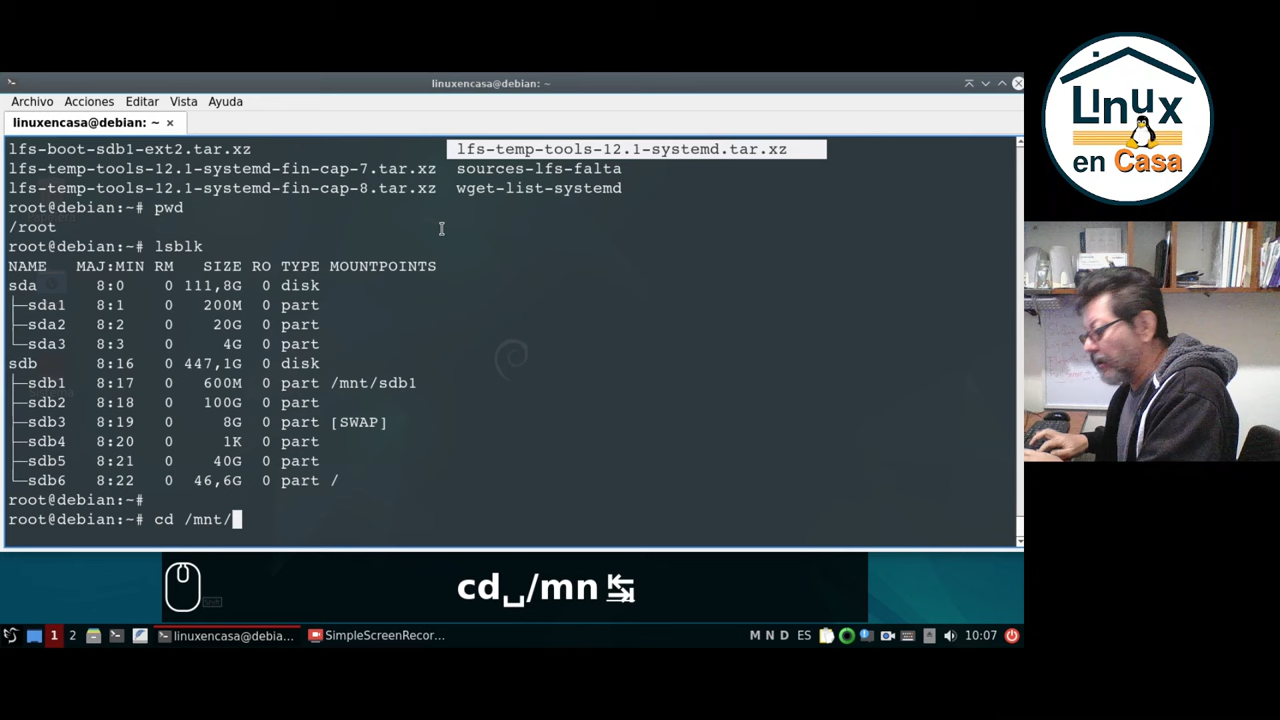 linuxencasa@debian: ~
Archivo Acciones Editar Vista Ayuda
linuxencasa@debian: ~ ×
lfs-boot-sdb1-ext2.tar.xz lfs-temp-tools-12.1-systemd.tar.xz
lfs-temp-tools-12.1-systemd-fin-cap-7.tar.xz sources-lfs-falta
lfs-temp-tools-12.1-systemd-fin-cap-8.tar.xz wget-list-systemd
root@debian:~# pwd
/root
root@debian:~# lsblk
NAME MAJ:MIN RM SIZE RO TYPE MOUNTPOINTS
sda 8:0 0 111,8G 0 disk
├─sda1 8:1 0 200M 0 part
├─sda2 8:2 0 20G 0 part
└─sda3 8:3 0 4G 0 part
sdb 8:16 0 447,1G 0 disk
├─sdb1 8:17 0 600M 0 part /mnt/sdb1
├─sdb2 8:18 0 100G 0 part
├─sdb3 8:19 0 8G 0 part [SWAP]
├─sdb4 8:20 0 1K 0 part
├─sdb5 8:21 0 40G 0 part
└─sdb6 8:22 0 46,6G 0 part /
root@debian:~#
root@debian:~# cd /mnt/
cd␣/mn↹
1 2 linuxencasa@debia... SimpleScreenRecor... M N D ES 10:07
Linux
en Casa